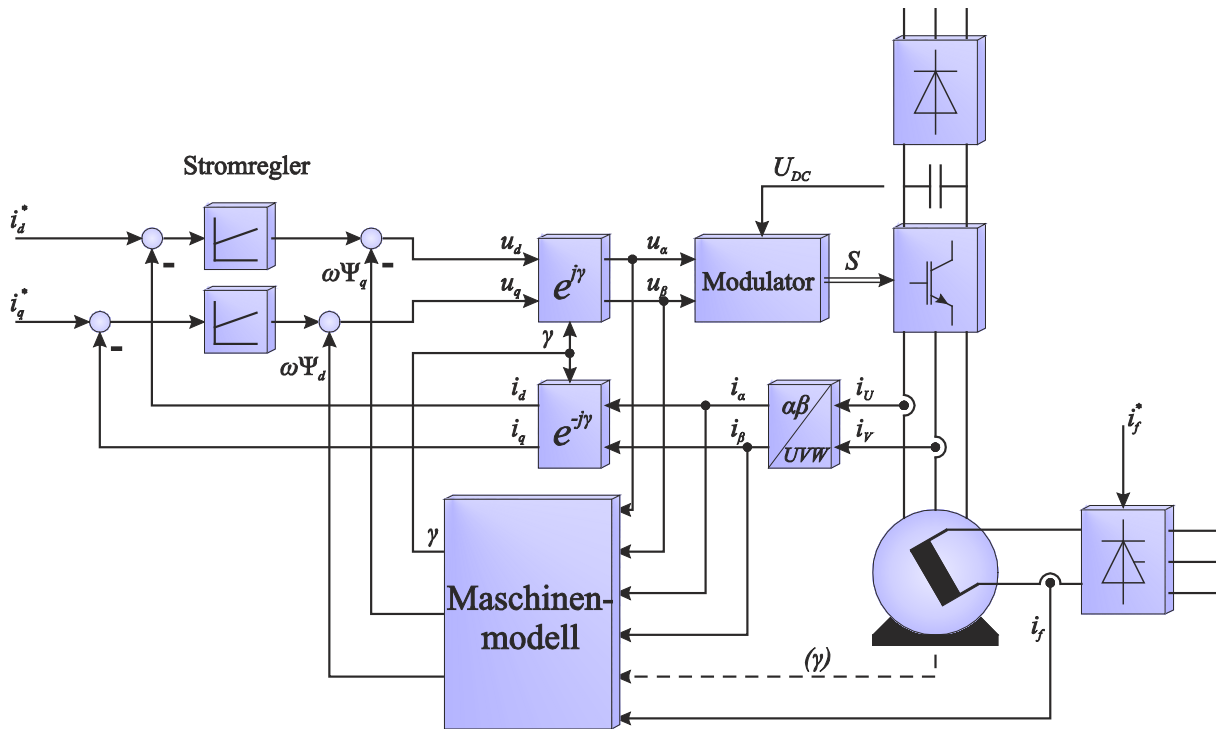 Stromregler
U_DC
i_d^*
-
ωΨ_q
-
u_d
e^jγ
u_α
Modulator
S
i_q^*
-
ωΨ_d
u_q
u_β
γ
i_d
e^-jγ
i_α
αβ
UVW
i_U
i_q
i_β
i_V
i_f^*
γ
Maschinen-
modell
(γ)
i_f